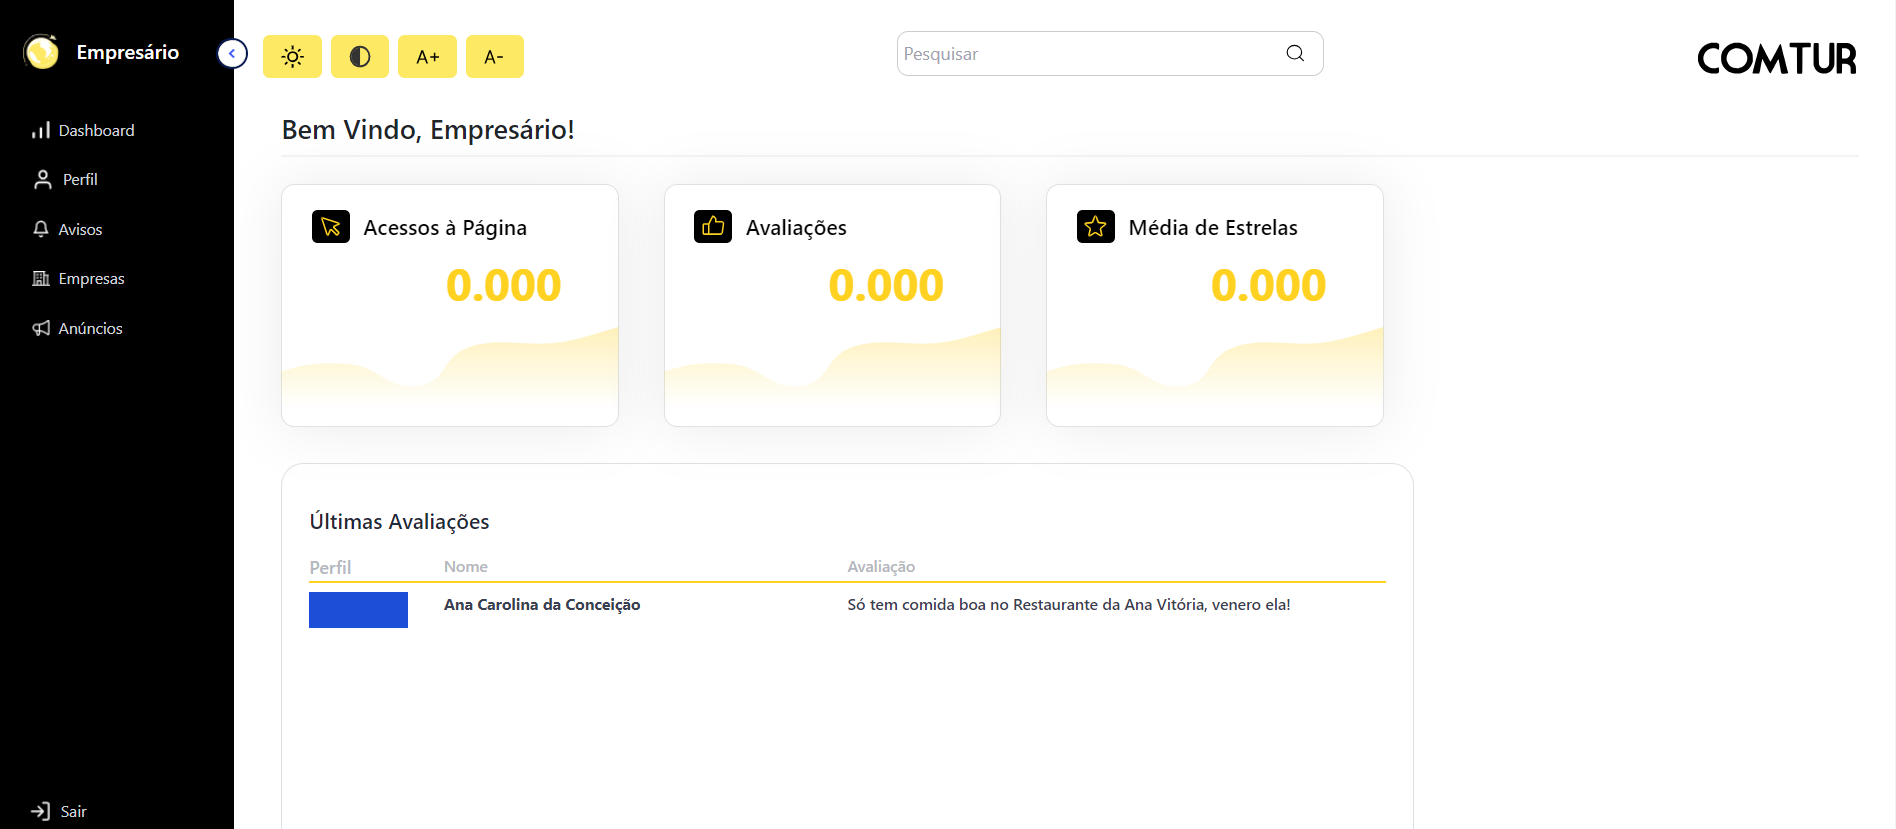 Empresário
Dashboard
Perfil
Avisos
Empresas
Anúncios
Sair
A+
A-
Pesquisar
COMTUR
Bem Vindo, Empresário!
Acessos à Página
0.000
Avaliações
0.000
Média de Estrelas
0.000
Últimas Avaliações
Perfil Nome Avaliação
Ana Carolina da Conceição Só tem comida boa no Restaurante da Ana Vitória, venero ela!